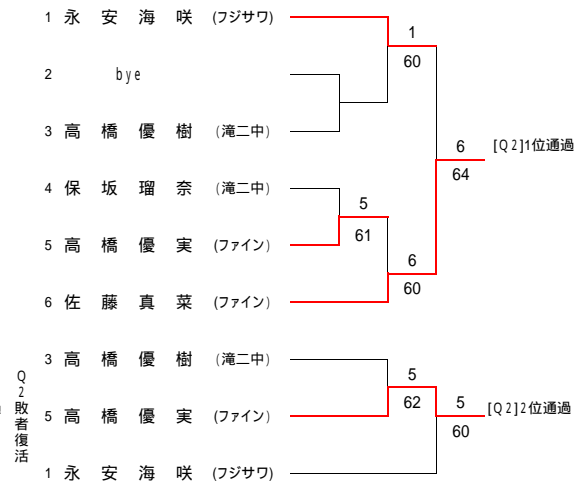 1 永安海咲 (フジサワ)
1
60
2 bye
3 高橋優樹 (滝二中)
6 [Q2]1位通過
64
4 保坂瑠奈 (滝二中)
5
61
5 高橋優実 (ファイン)
6
60
6 佐藤真菜 (ファイン)
Q2敗者復活
3 高橋優樹 (滝二中)
5
62
5 高橋優実 (ファイン)
5 [Q2]2位通過
60
1 永安海咲 (フジサワ)